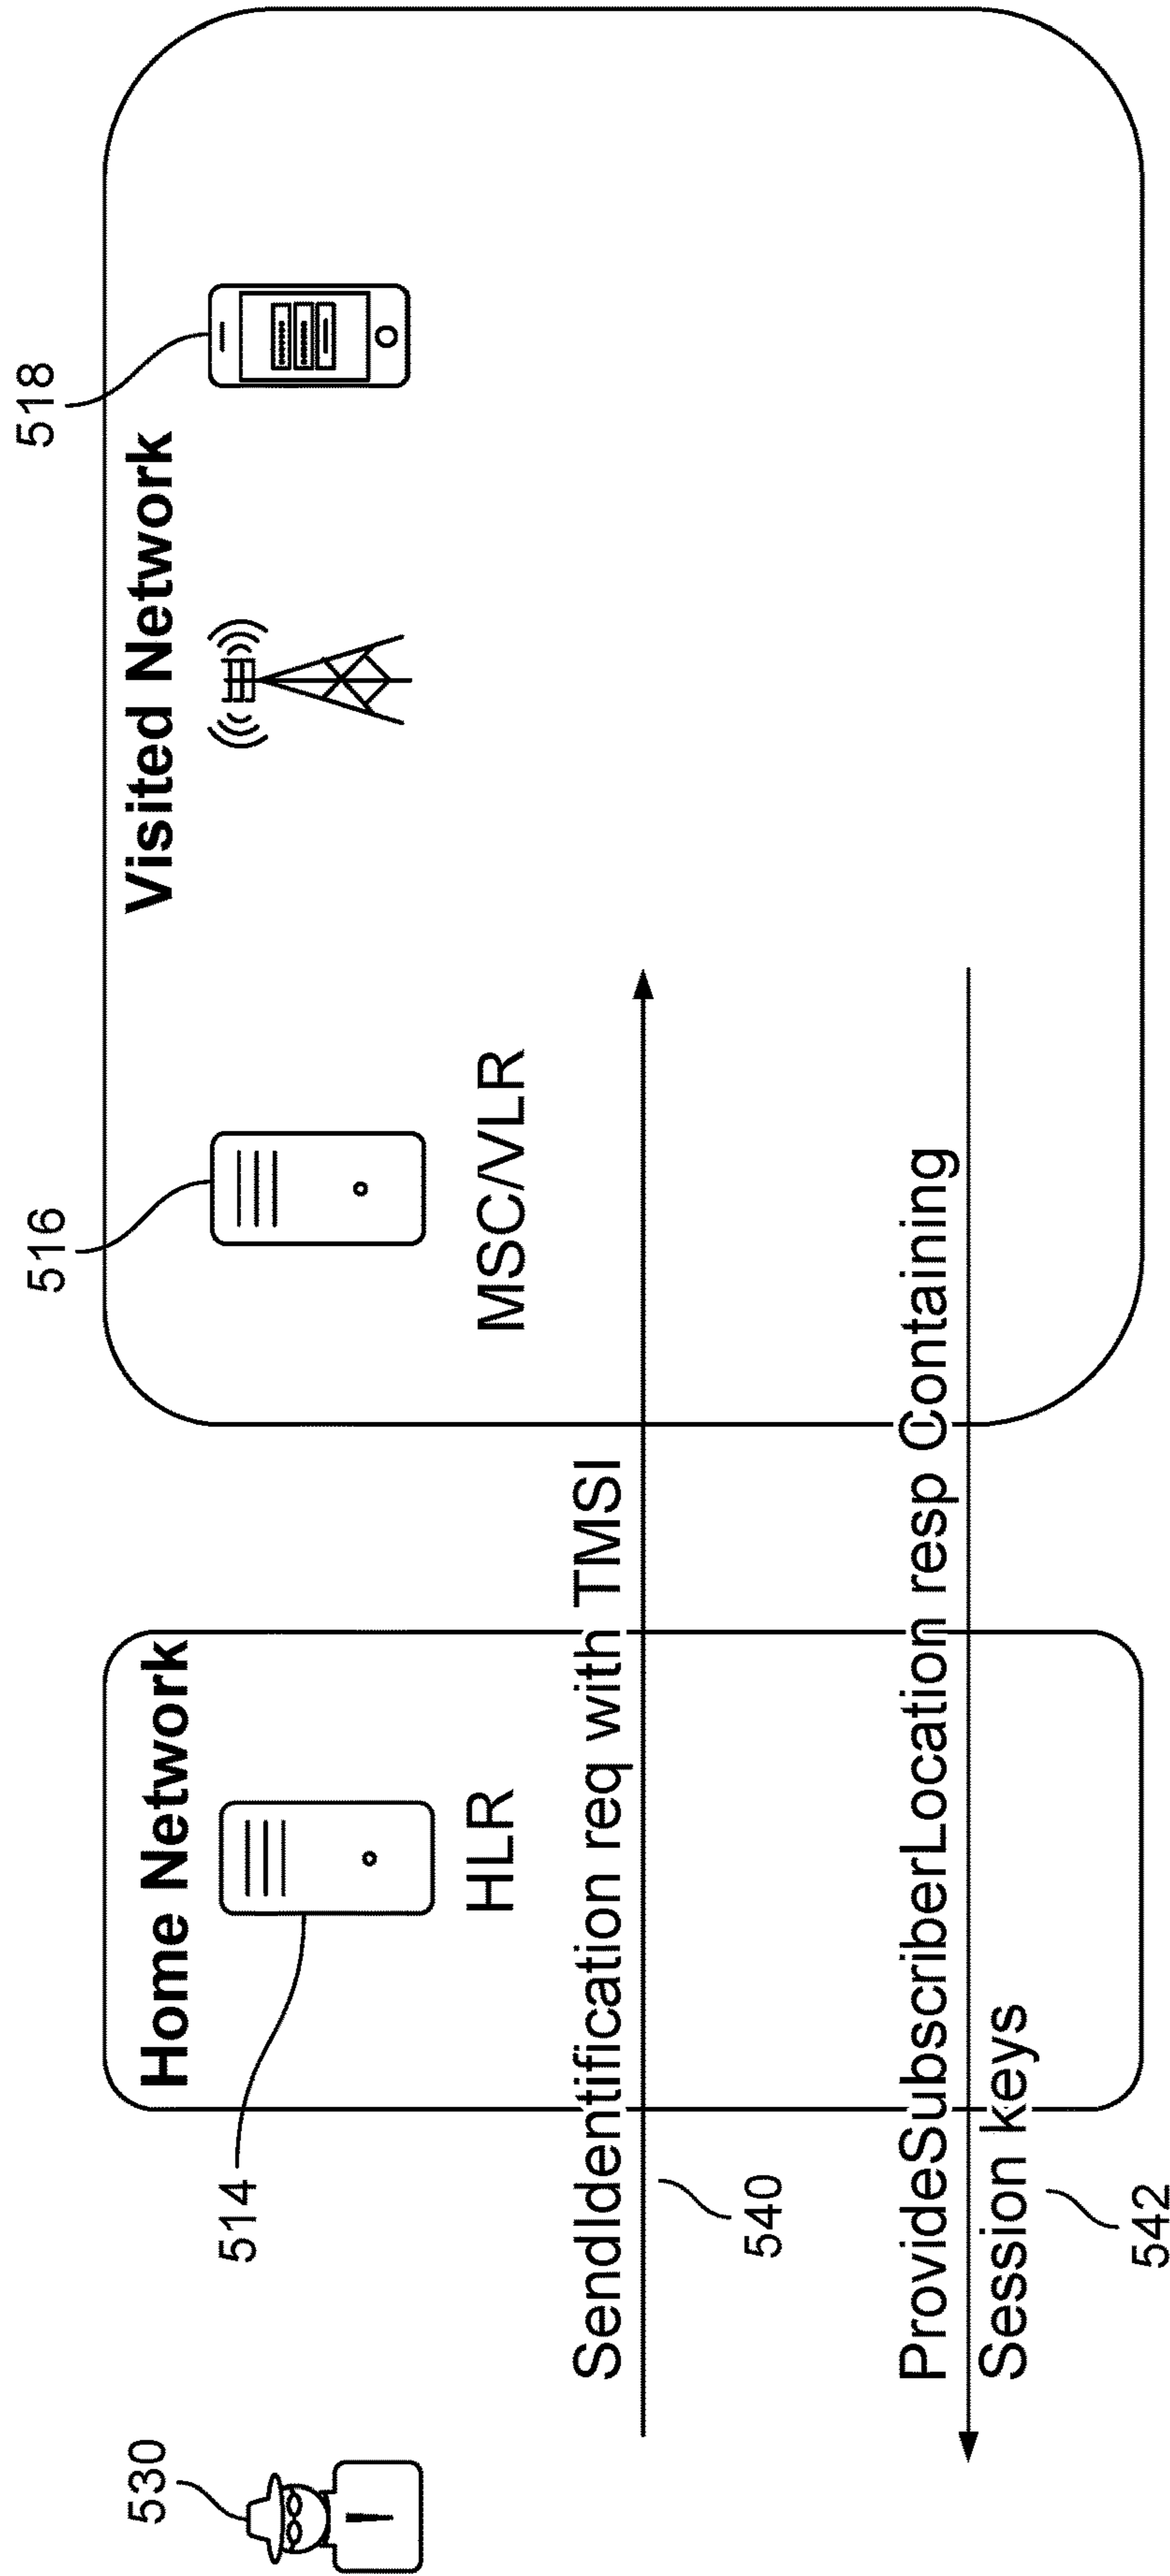 530
514
Home Network
HLR
516
MSC/VLR
Visited Network
518
SendIdentification req with TMSI
540
ProvideSubscriberLocation resp Containing
Session keys
542